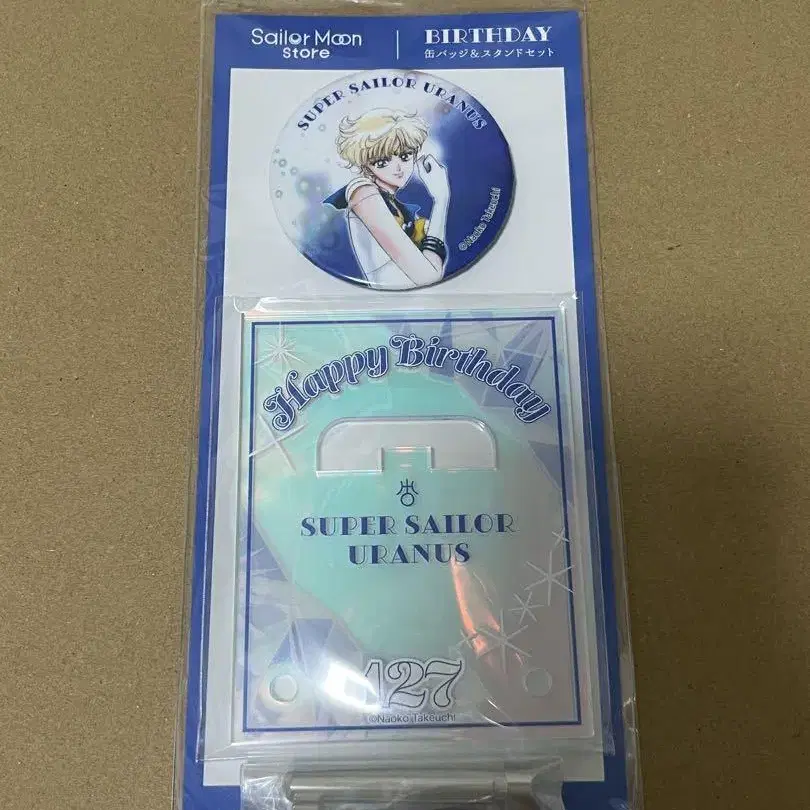 Sailor Moon
Store
BIRTHDAY
缶バッジ&スタンドセット
SUPER SAILOR URANUS
©Naoko Takeuchi
Happy Birthday
SUPER SAILOR
URANUS
127
©Naoko Takeuchi